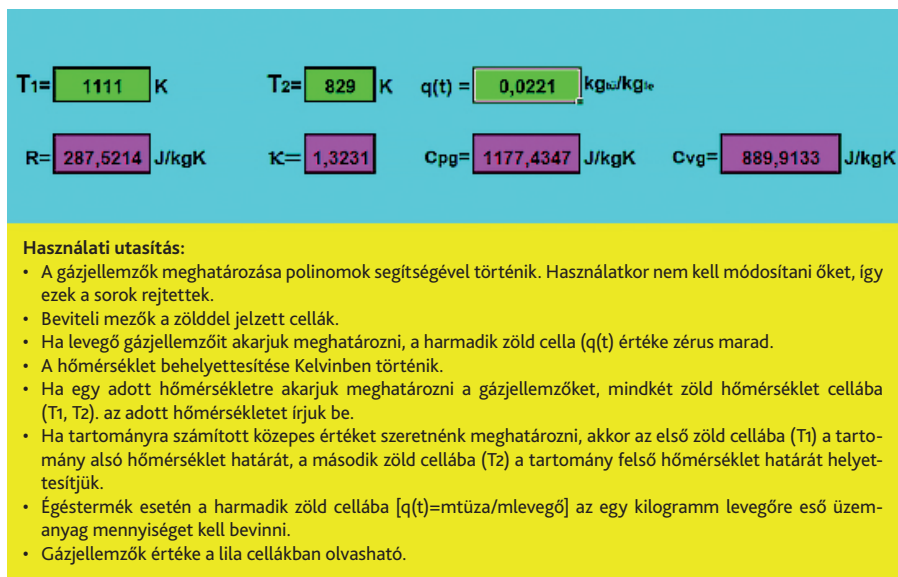 T1= 1111 K T2= 829 K q(t) = 0,0221 kgtü/kgle
R= 287,5214 J/kgK κ= 1,3231 Cpg= 1177,4347 J/kgK Cvg= 889,9133 J/kgK
Használati utasítás:
• A gázjellemzők meghatározása polinomok segítségével történik. Használatkor nem kell módosítani őket, így
ezek a sorok rejtettek.
• Beviteli mezők a zölddel jelzett cellák.
• Ha levegő gázjellemzőit akarjuk meghatározni, a harmadik zöld cella (q(t) értéke zérus marad.
• A hőmérséklet behelyettesítése Kelvinben történik.
• Ha egy adott hőmérsékletre akarjuk meghatározni a gázjellemzőket, mindkét zöld hőmérséklet cellába
(T1, T2). az adott hőmérsékletet írjuk be.
• Ha tartományra számított közepes értéket szeretnénk meghatározni, akkor az első zöld cellába (T1) a tarto-
mány alsó hőmérséklet határát, a második zöld cellába (T2) a tartomány felső hőmérséklet határát helyet-
tesítjük.
• Égéstermék esetén a harmadik zöld cellába [q(t)=mtüza/mlevegő] az egy kilogramm levegőre eső üzem-
anyag mennyiséget kell bevinni.
• Gázjellemzők értéke a lila cellákban olvasható.